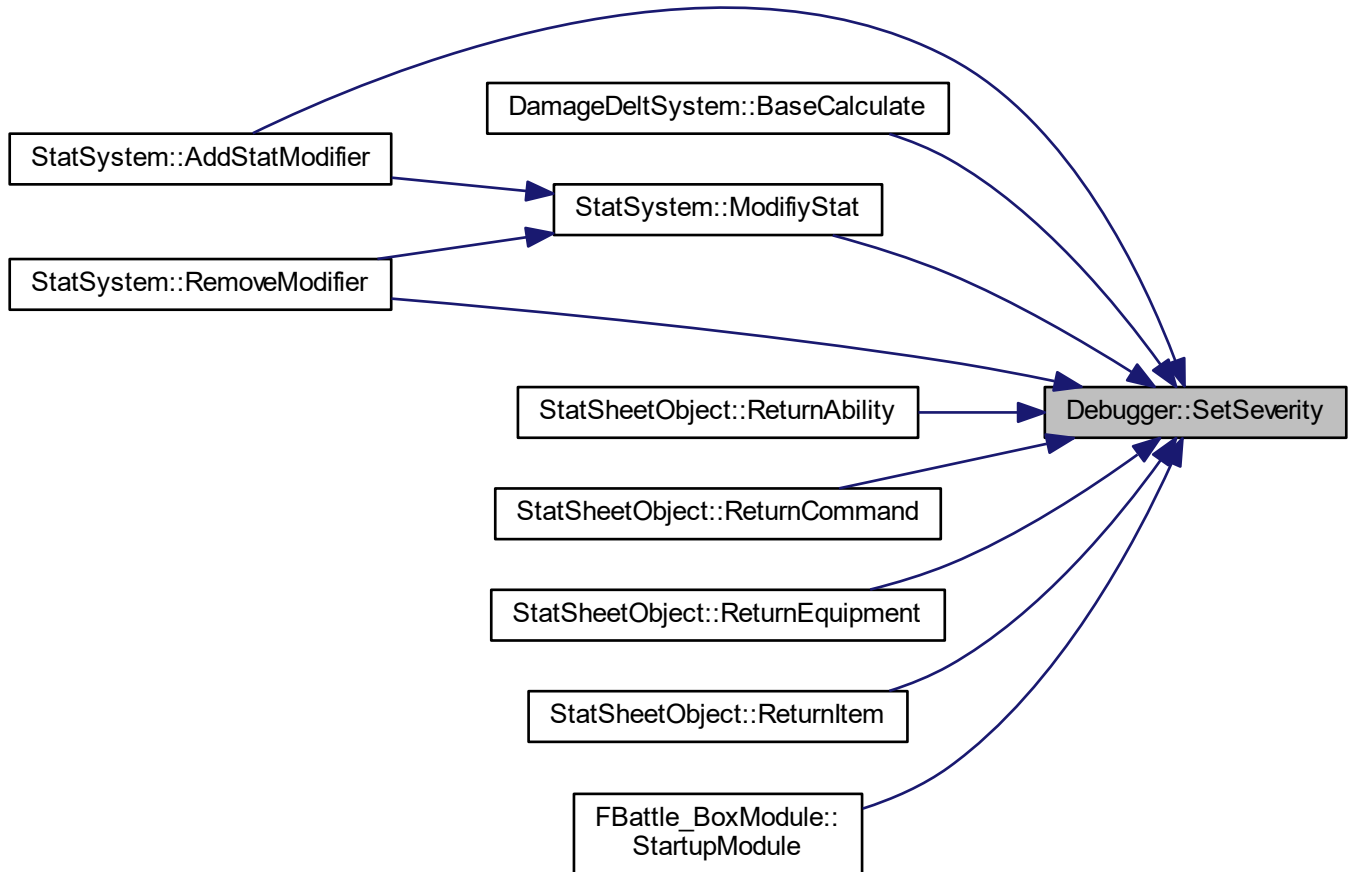 DamageDeltSystem::BaseCalculate
StatSystem::AddStatModifier
StatSystem::ModifiyStat
StatSystem::RemoveModifier
StatSheetObject::ReturnAbility
Debugger::SetSeverity
StatSheetObject::ReturnCommand
StatSheetObject::ReturnEquipment
StatSheetObject::ReturnItem
FBattle_BoxModule::
StartupModule